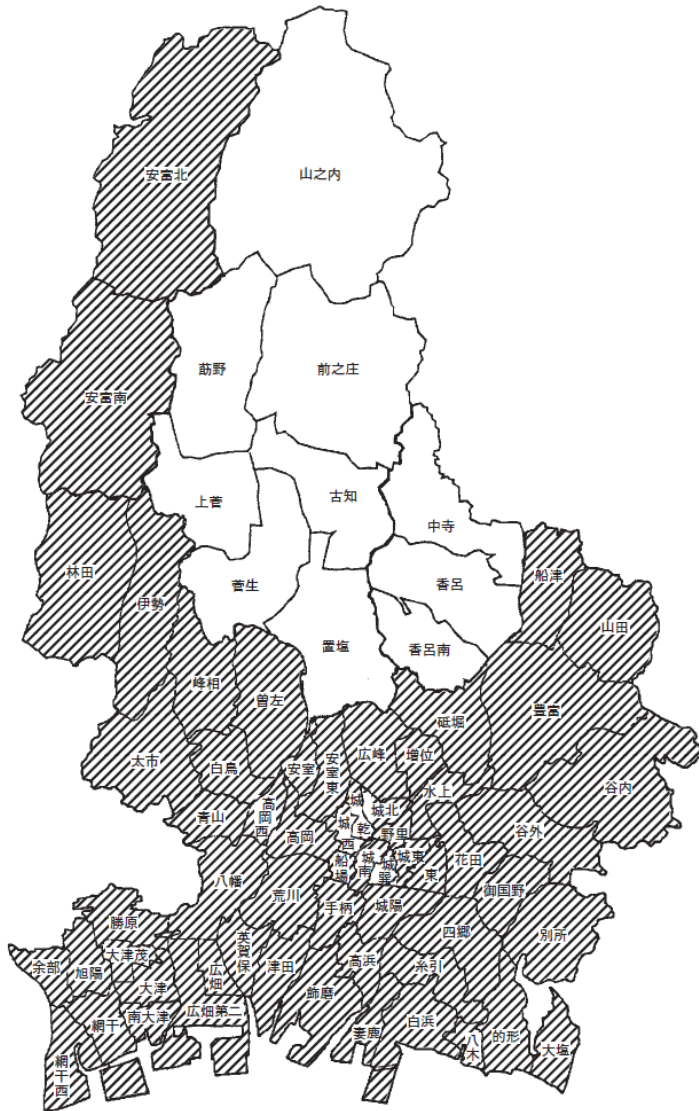 安富北
山之内
莇野
前之庄
安富南
上菅
古知
中寺
林田
伊勢
菅生
香呂
船津
山田
置塩
香呂南
峰相
曽左
砥堀
豊富
太市
白鳥
安室
安室東
広峰
増位
水上
谷内
青山
高岡西
高岡
城西
城乾
城北
野里
谷外
八幡
荒川
船場
城南
城巽
城東
東
花田
御国野
手柄
城陽
四郷
別所
勝原
余部
旭陽
大津茂
大津
広畑
英賀保
津田
高浜
糸引
飾磨
網干
南大津
広畑第二
妻鹿
白浜
八木
的形
大塩
網干西